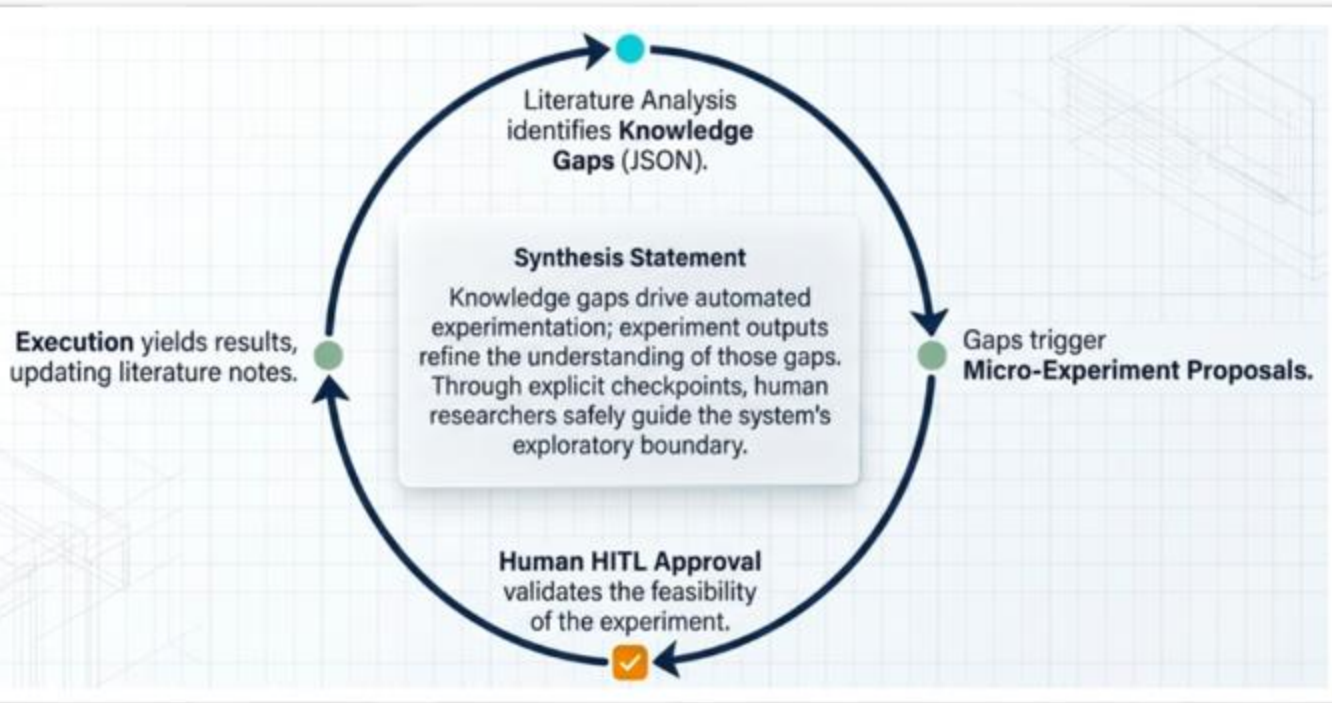 Literature Analysis
identifies Knowledge
Gaps (JSON).
Synthesis Statement
Knowledge gaps drive automated
experimentation; experiment outputs
refine the understanding of those gaps.
Through explicit checkpoints, human
researchers safely guide the system's
exploratory boundary.
Execution yields results,
updating literature notes.
Gaps trigger
Micro-Experiment Proposals.
Human HITL Approval
validates the feasibility
of the experiment.